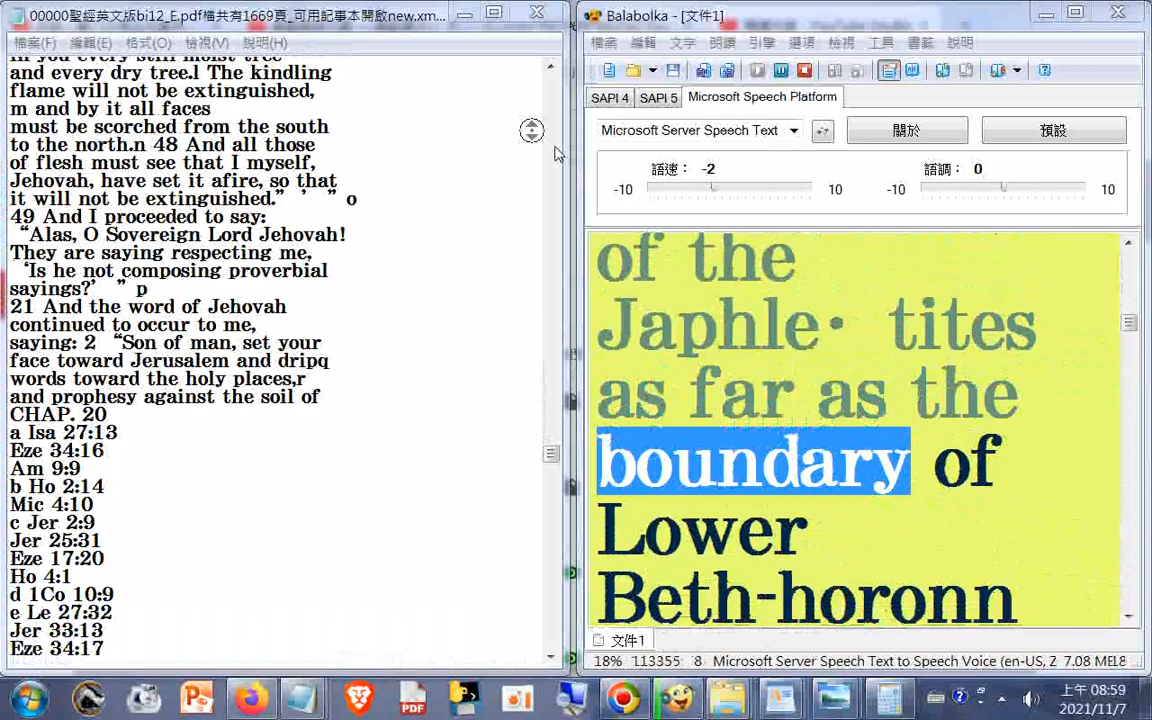 00000聖經英文版bi12_E.pdf檔共有1669頁_可用記事本開啟new.xm...
檔案(F) 編輯(E) 格式(O) 檢視(V) 說明(H)
and every dry tree.l The kindling
flame will not be extinguished,
m and by it all faces
must be scorched from the south
to the north.n 48 And all those
of flesh must see that I myself,
Jehovah, have set it afire, so that
it will not be extinguished.” ’ ” o
49 And I proceeded to say:
“Alas, O Sovereign Lord Jehovah!
They are saying respecting me,
‘Is he not composing proverbial
sayings?’ ” p
21 And the word of Jehovah
continued to occur to me,
saying: 2 “Son of man, set your
face toward Jerusalem and dripq
words toward the holy places,r
and prophesy against the soil of
CHAP. 20
a Isa 27:13
Eze 34:16
Am 9:9
b Ho 2:14
Mic 4:10
c Jer 2:9
Jer 25:31
Eze 17:20
Ho 4:1
d 1Co 10:9
e Le 27:32
Jer 33:13
Eze 34:17
Balabolka - [文件1]
檔案 編輯 文字 朗讀 引擎 選項 檢視 工具 書籤 說明
SAPI 4 SAPI 5 Microsoft Speech Platform
Microsoft Server Speech Text 關於 預設
語速: -2 語調: 0
-10 10 -10 10
of the
Japhle· tites
as far as the
boundary of
Lower
Beth-horonn
文件1
18% 113355 8 Microsoft Server Speech Text to Speech Voice (en-US, Z 7.08 MEL8
上午 08:59
2021/11/7